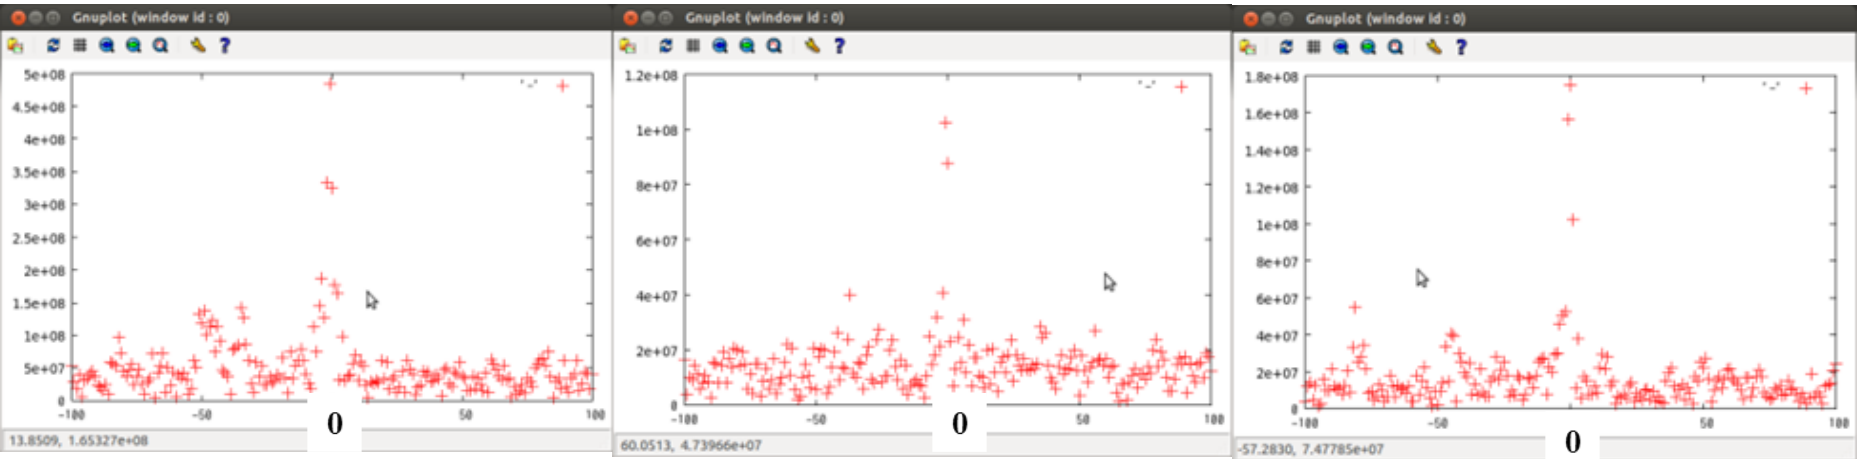 Gnuplot (window id : 0)
5e+08
4.5e+08
4e+08
3.5e+08
3e+08
2.5e+08
2e+08
1.5e+08
1e+08
5e+07
0
-100 -50 0 50 100
13.8509, 1.65327e+08
Gnuplot (window id : 0)
1.2e+08
1e+08
8e+07
6e+07
4e+07
2e+07
0
-100 -50 0 50 100
60.0513, 4.73966e+07
Gnuplot (window id : 0)
1.8e+08
1.6e+08
1.4e+08
1.2e+08
1e+08
8e+07
6e+07
4e+07
2e+07
0
-100 -50 0 50 100
-57.2830, 7.47785e+07